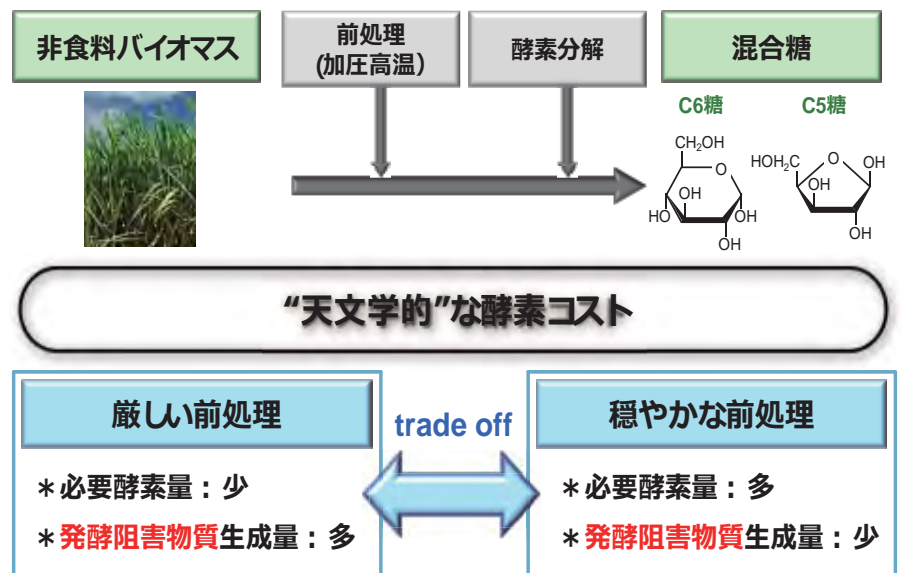 非食料バイオマス
前処理
(加圧高温）
酵素分解
混合糖
C6糖
C5糖
CH₂OH
O
OH
HO
OH
OH
HOH₂C
O
OH
OH
OH
“天文学的”な酵素コスト
厳しい前処理
trade off
穏やかな前処理
＊必要酵素量：少
＊発酵阻害物質生成量：多
＊必要酵素量：多
＊発酵阻害物質生成量：少